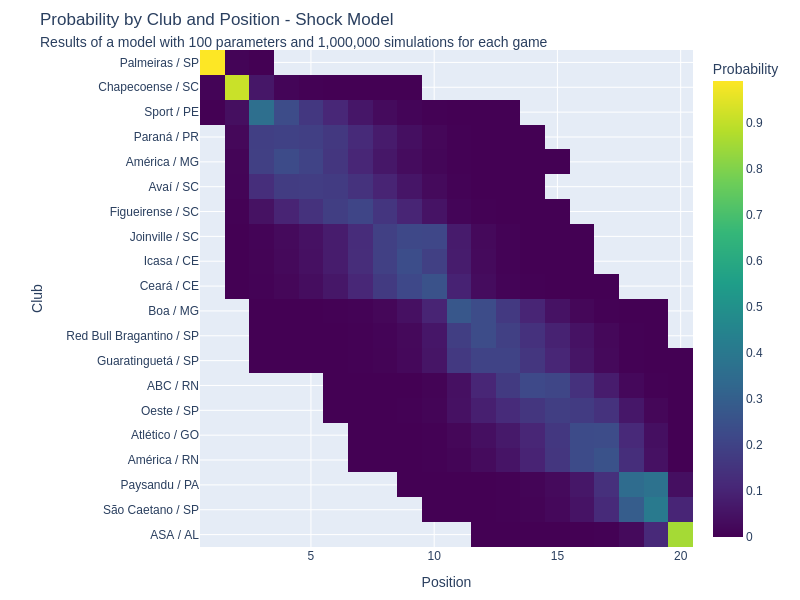 Probability by Club and Position - Shock Model
Results of a model with 100 parameters and 1,000,000 simulations for each game
Probability
Palmeiras / SP
Chapecoense / SC
Sport / PE
Paraná / PR
América / MG
Avaí / SC
Figueirense / SC
Joinville / SC
Icasa / CE
Ceará / CE
Boa / MG
Red Bull Bragantino / SP
Guaratinguetá / SP
ABC / RN
Oeste / SP
Atlético / GO
América / RN
Paysandu / PA
São Caetano / SP
ASA / AL
Club
0.9
0.8
0.7
0.6
0.5
0.4
0.3
0.2
0.1
0
5
10
15
20
Position